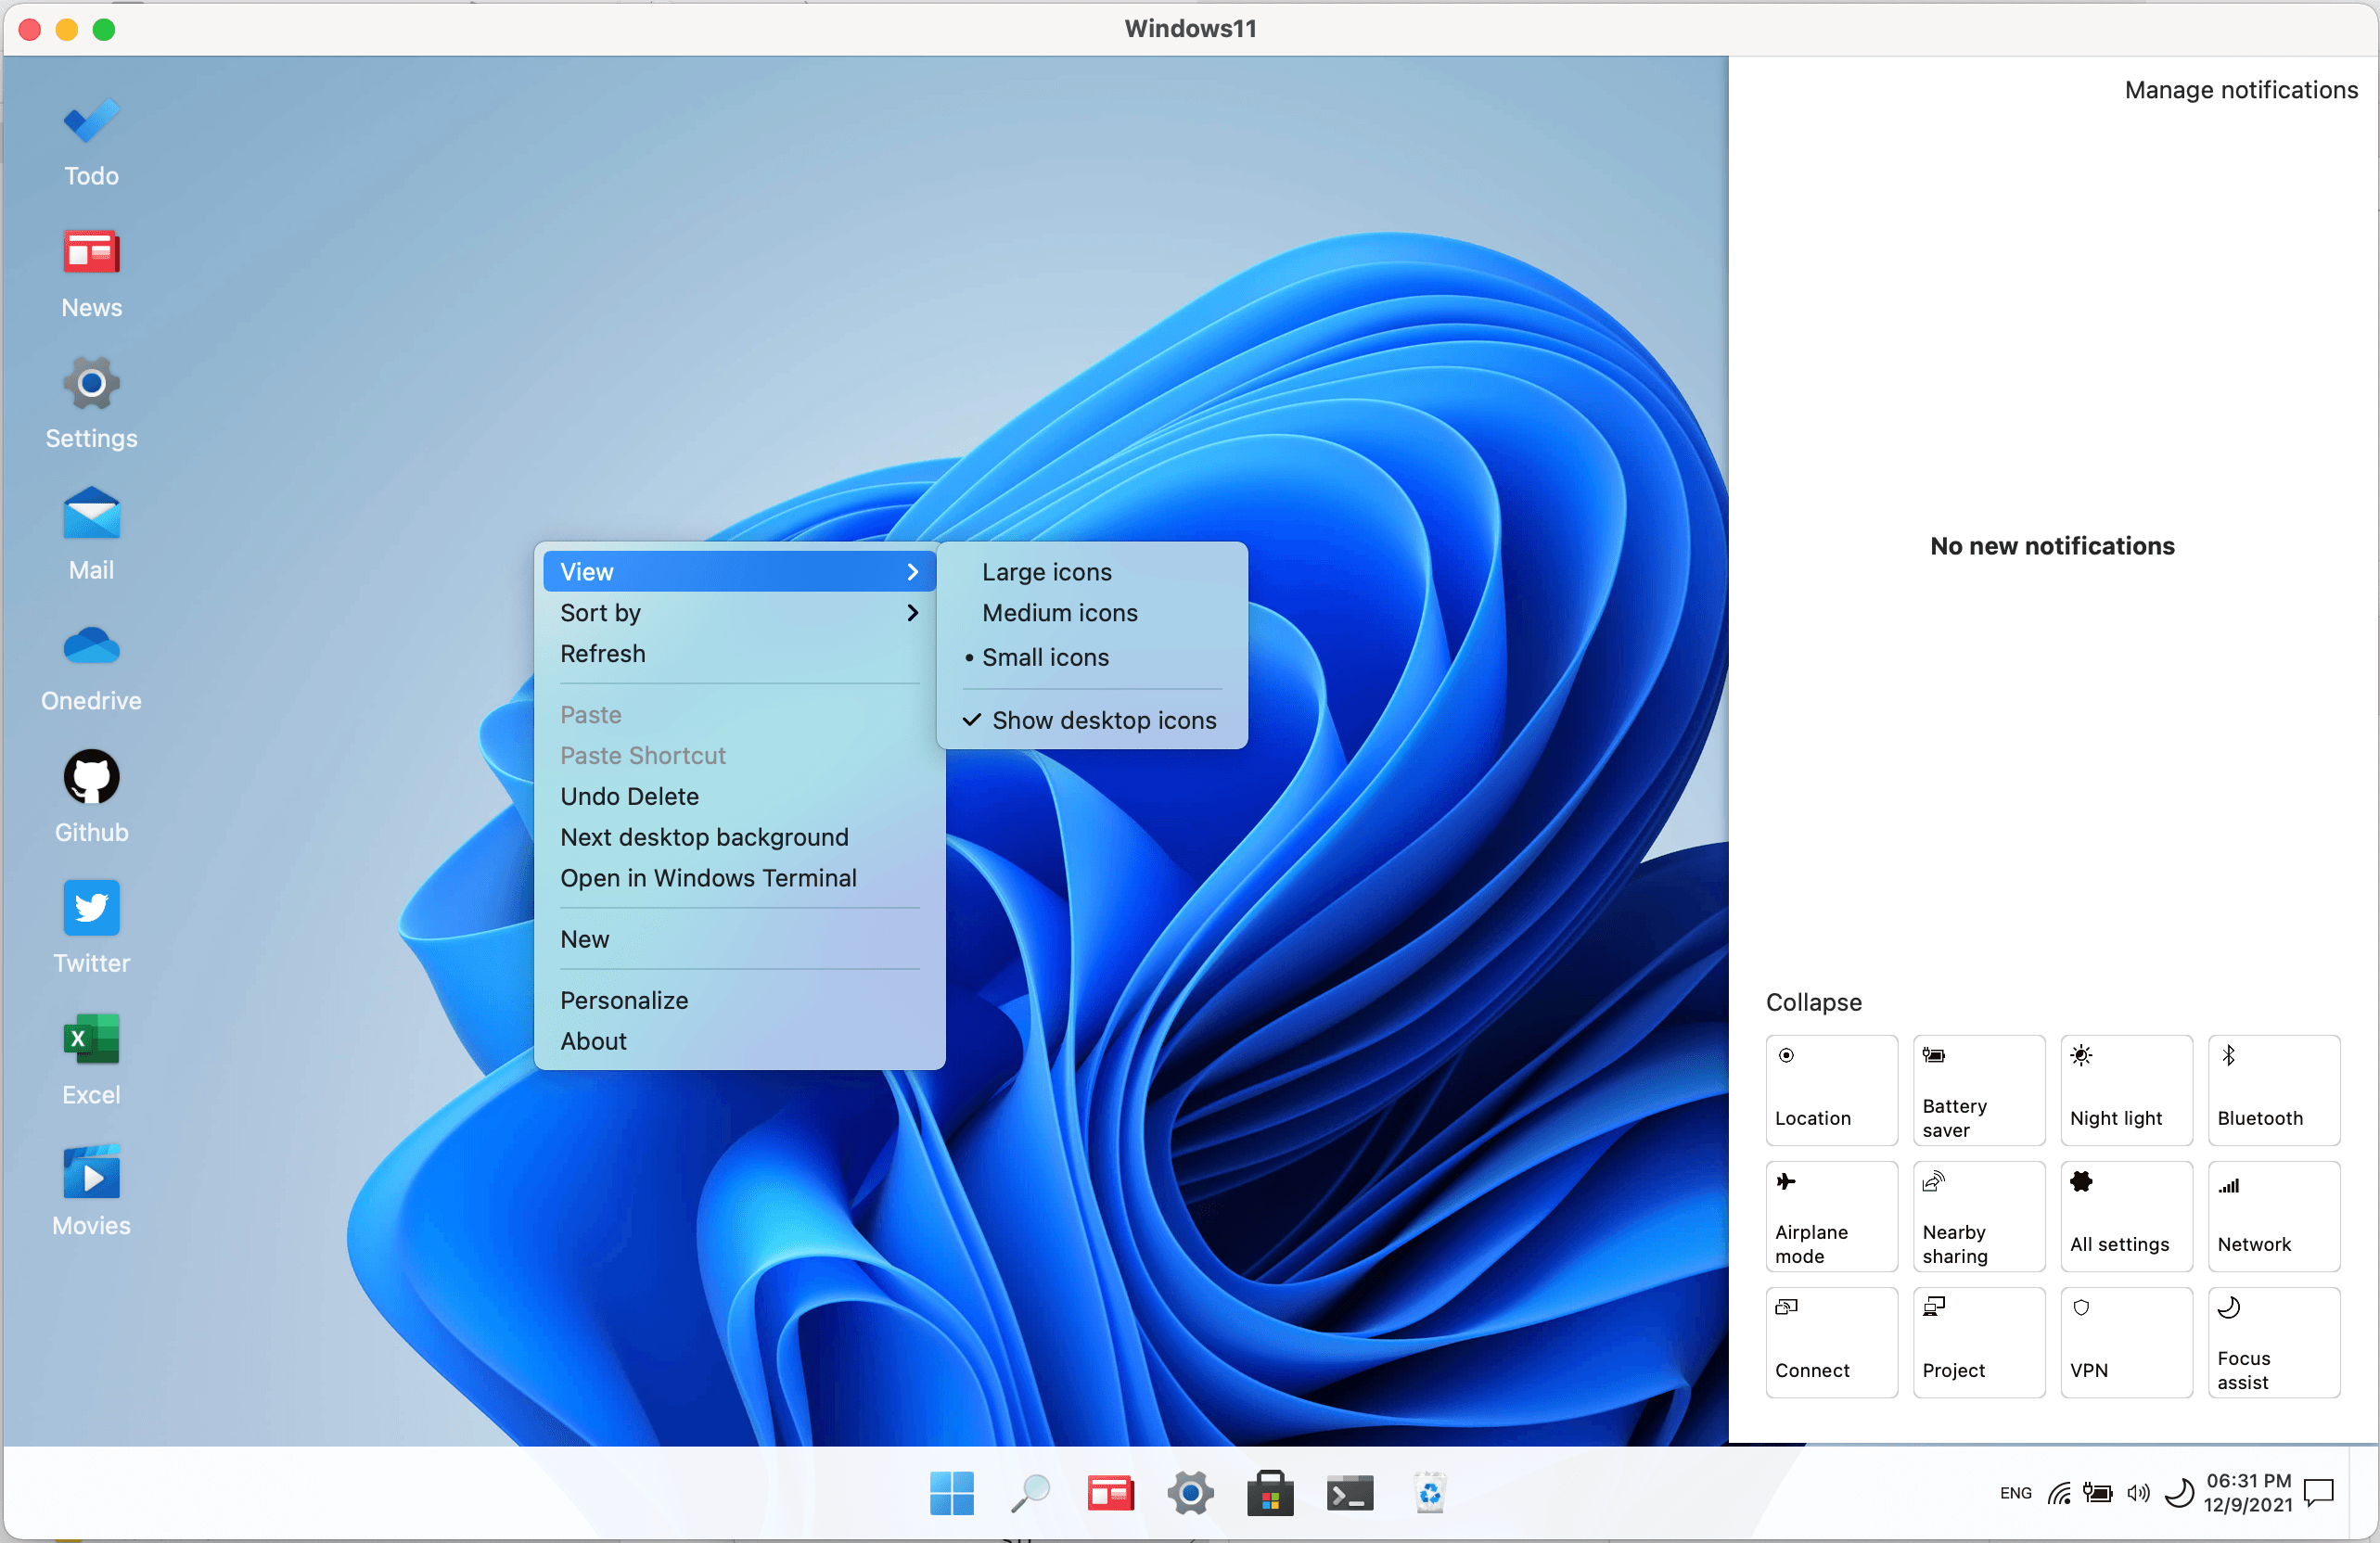 Windows11
Manage notifications
Todo
News
Settings
Mail
Onedrive
Github
Twitter
Excel
Movies
View
Sort by
Refresh
Paste
Paste Shortcut
Undo Delete
Next desktop background
Open in Windows Terminal
New
Personalize
About
Large icons
Medium icons
• Small icons
✓ Show desktop icons
No new notifications
Collapse
Location
Battery
saver
Night light
Bluetooth
Airplane
mode
Nearby
sharing
All settings
Network
Connect
Project
VPN
Focus
assist
ENG
06:31 PM
12/9/2021